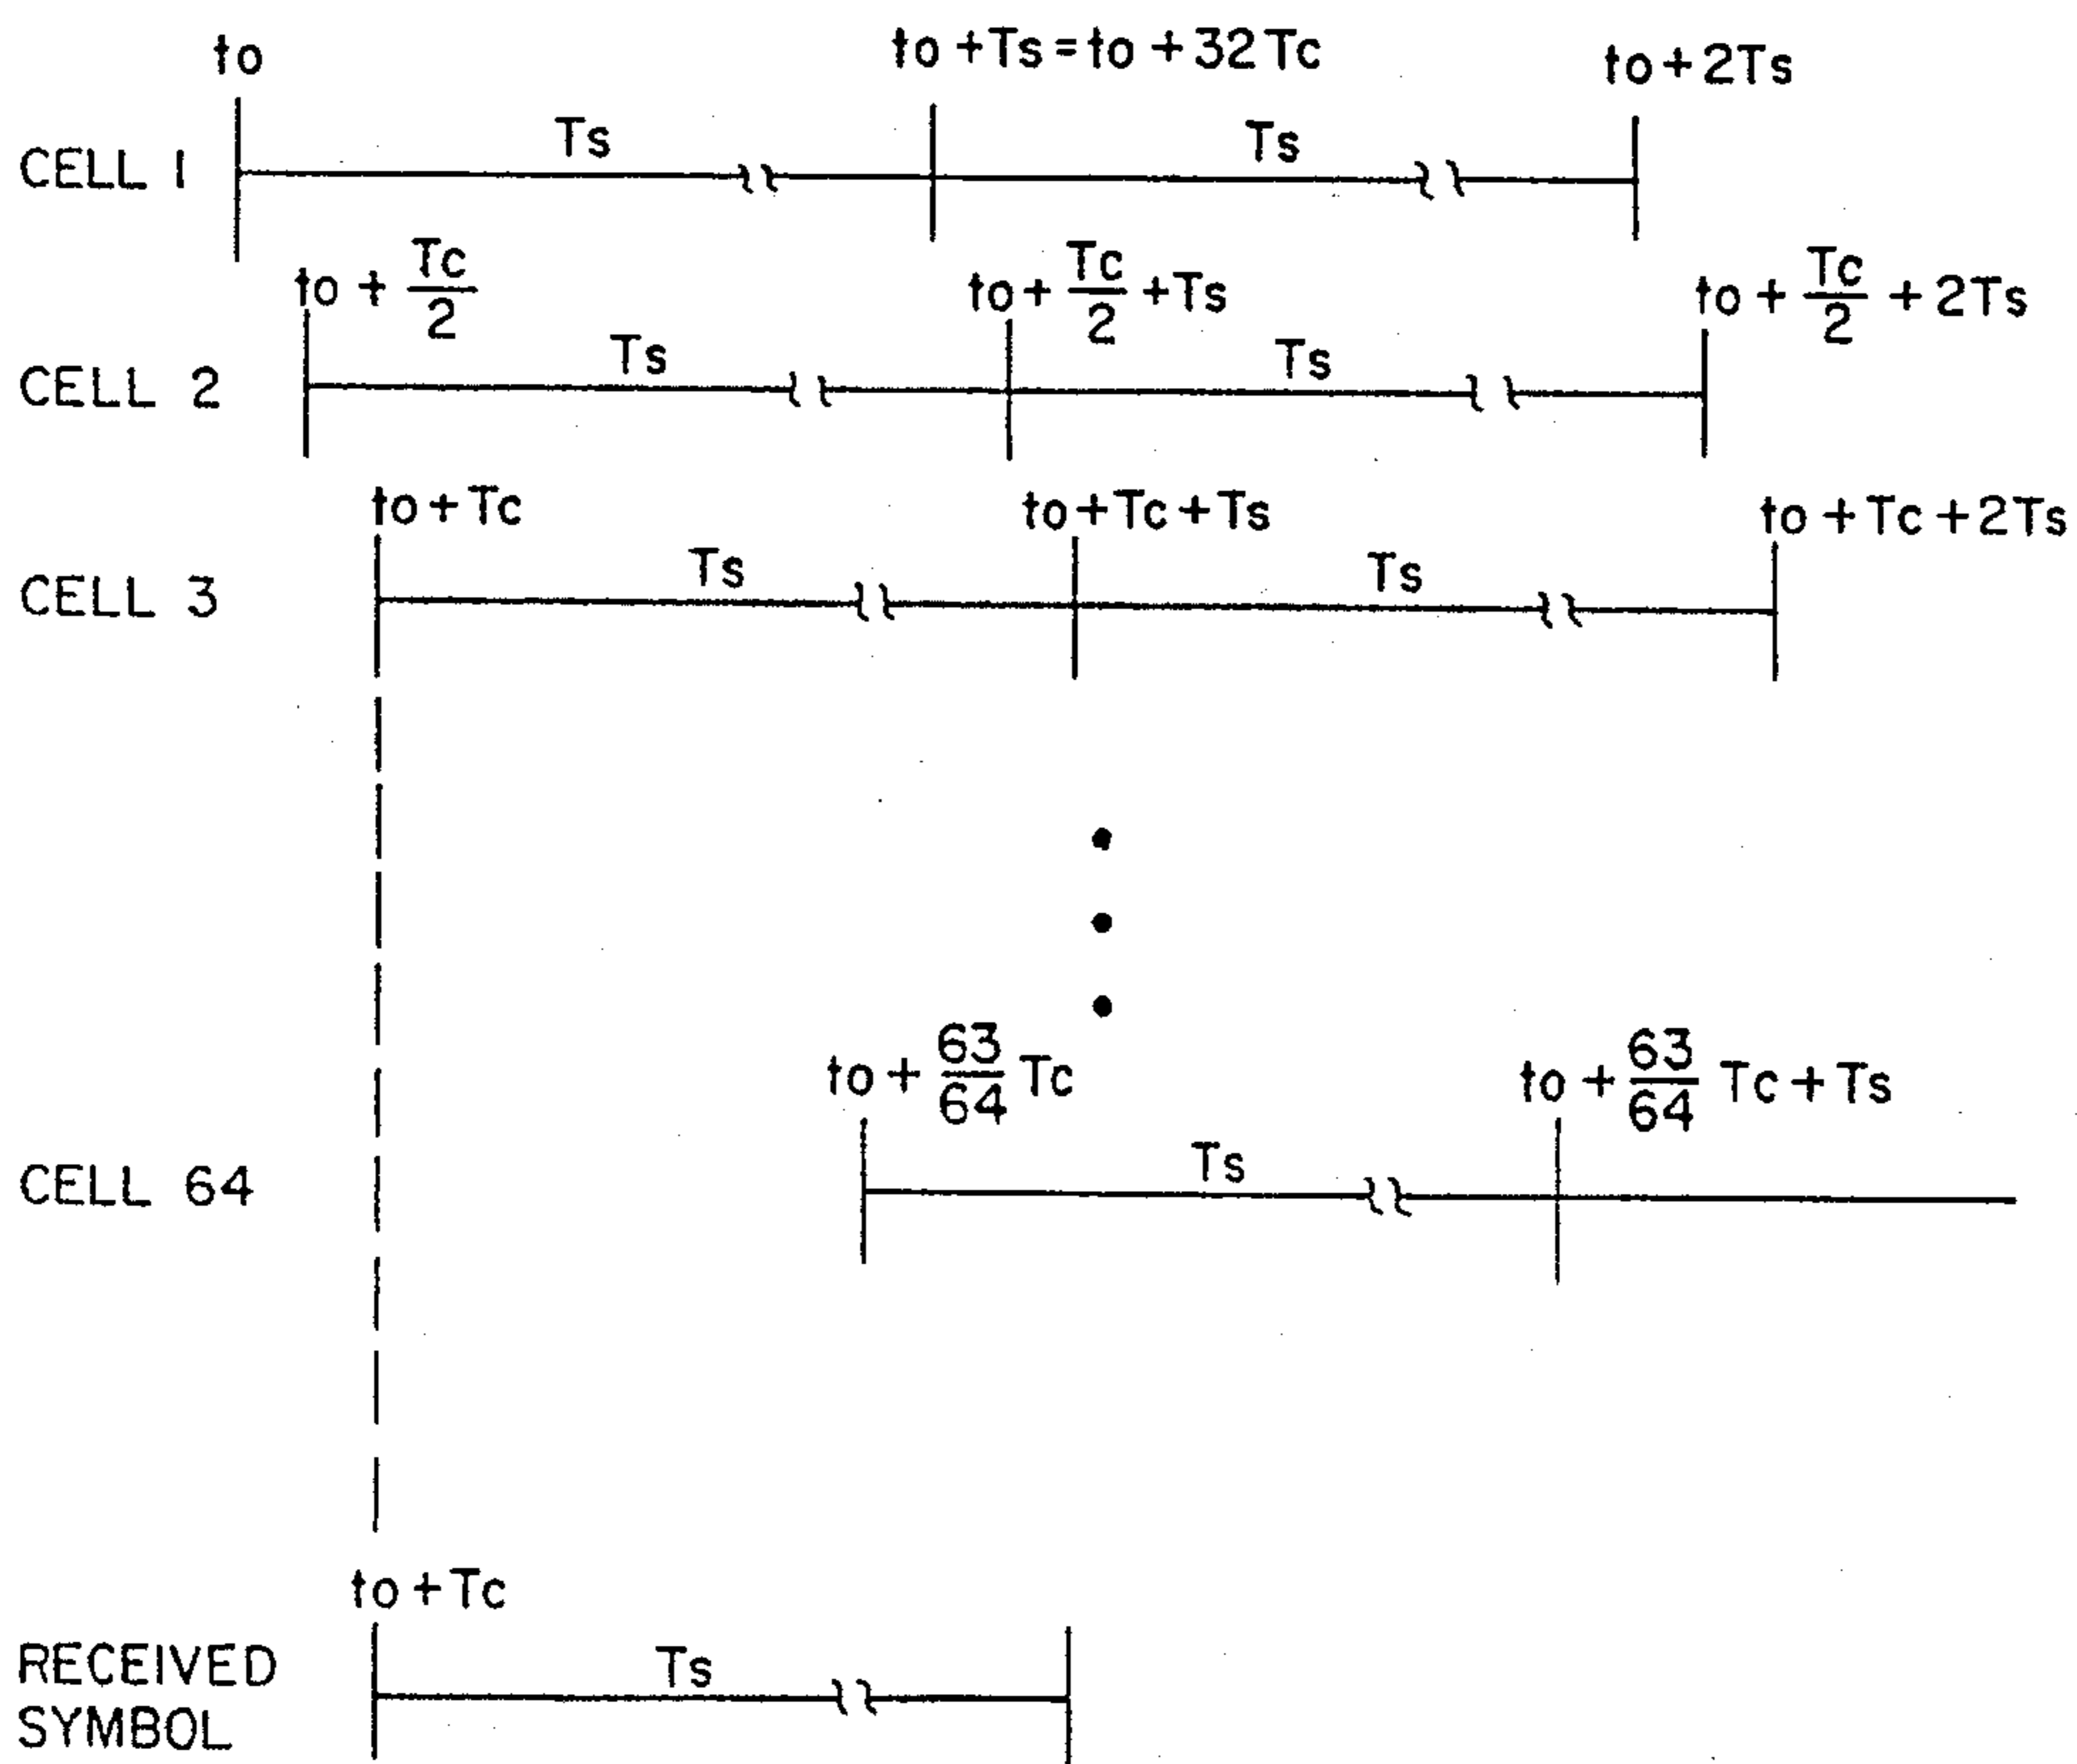 to
to + Ts = to + 32Tc
to + 2Ts
CELL 1
Ts
Ts
to + Tc/2
to + Tc/2 + Ts
to + Tc/2 + 2Ts
CELL 2
Ts
Ts
to + Tc
to + Tc + Ts
to + Tc + 2Ts
CELL 3
Ts
Ts
to + 63/64 Tc
to + 63/64 Tc + Ts
CELL 64
Ts
to + Tc
RECEIVED
SYMBOL
Ts